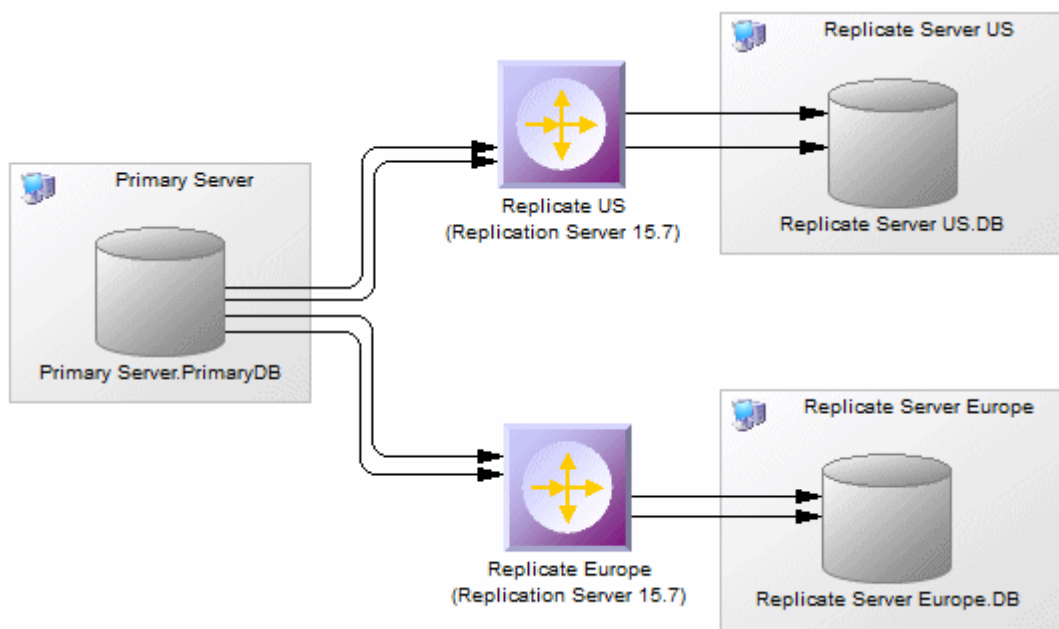 Replicate Server US
Replicate Server US.DB
Replicate US
(Replication Server 15.7)
Primary Server
Primary Server.PrimaryDB
Replicate Server Europe
Replicate Server Europe.DB
Replicate Europe
(Replication Server 15.7)